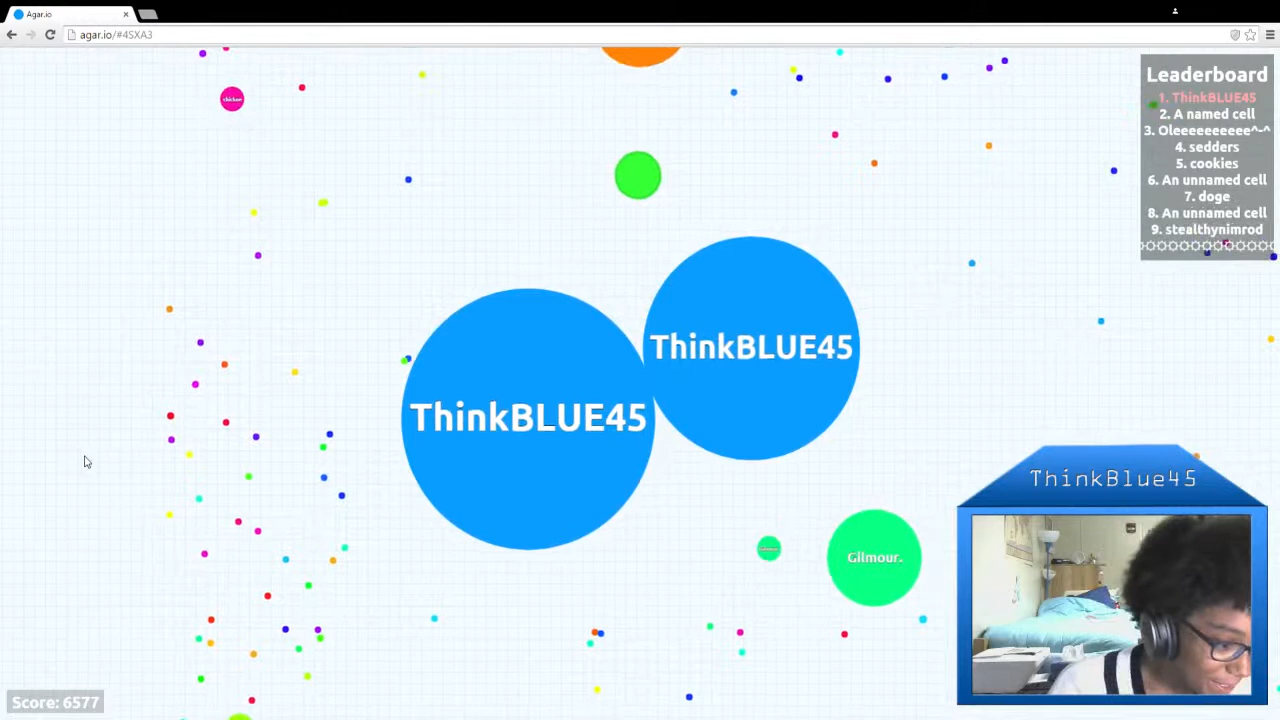 Agar.io
agar.io/#4SXA3
Leaderboard
1. ThinkBLUE45
2. A named cell
3. Oleeeeeeeeee^-^
4. sedders
5. cookies
6. An unnamed cell
7. doge
8. An unnamed cell
9. stealthynimrod
ThinkBLUE45
ThinkBLUE45
ThinkBlue45
Gilmour.
Score: 6577